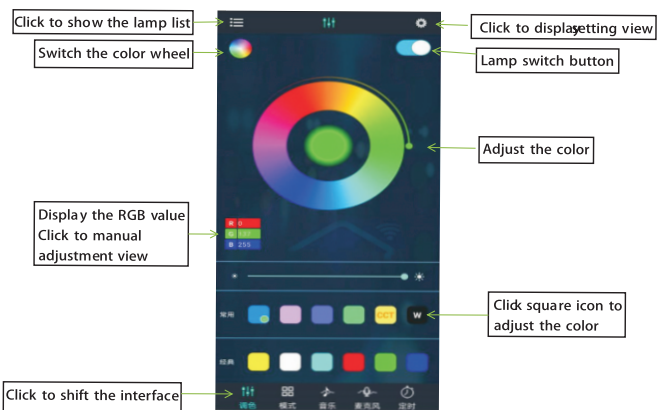 Click to show the lamp list
Click to displaysetting view
Switch the color wheel
Lamp switch button
Adjust the color
Display the RGB value
Click to manual
adjustment view
R 0
G
B 255
常用
CCT
W
Click square icon to
adjust the color
经典
Click to shift the interface
调色
模式
音乐
麦克风
定时